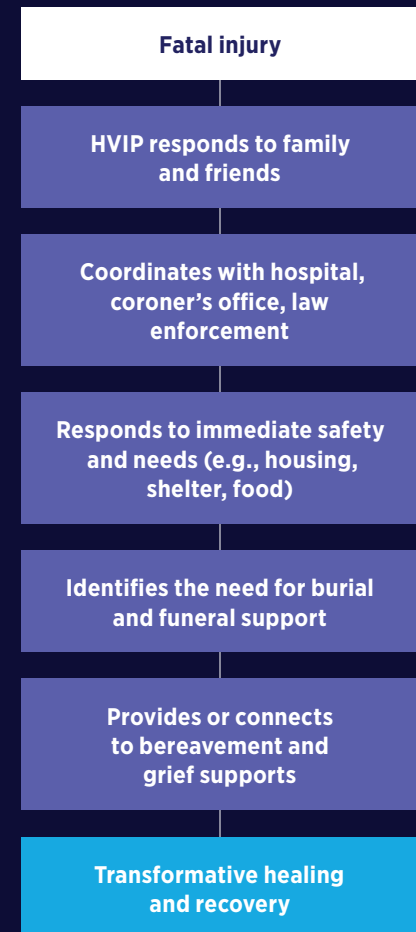 Fatal injury
HVIP responds to family
and friends
Coordinates with hospital,
coroner’s office, law
enforcement
Responds to immediate safety
and needs (e.g., housing,
shelter, food)
Identifies the need for burial
and funeral support
Provides or connects
to bereavement and
grief supports
Transformative healing
and recovery